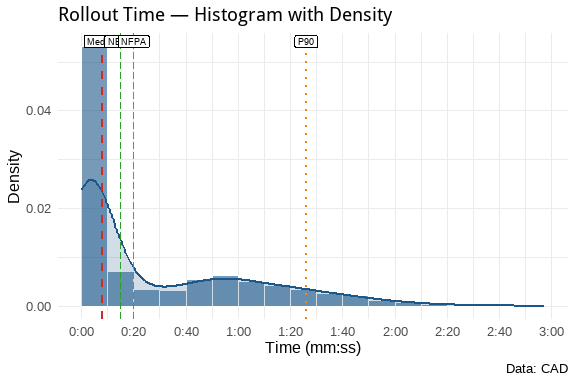 Rollout Time — Histogram with Density
NFPA
P90
Density
0.04
0.02
0.00
0:00 0:20 0:40 1:00 1:20 1:40 2:00 2:20 2:40 3:00
Time (mm:ss)
Data: CAD